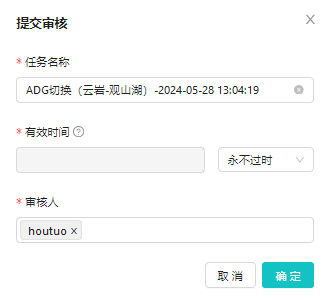 提交审核
* 任务名称
ADG切换（云岩-观山湖）-2024-05-28 13:04:19
* 有效时间
永不过时
* 审核人
houtuo x
取消 确定